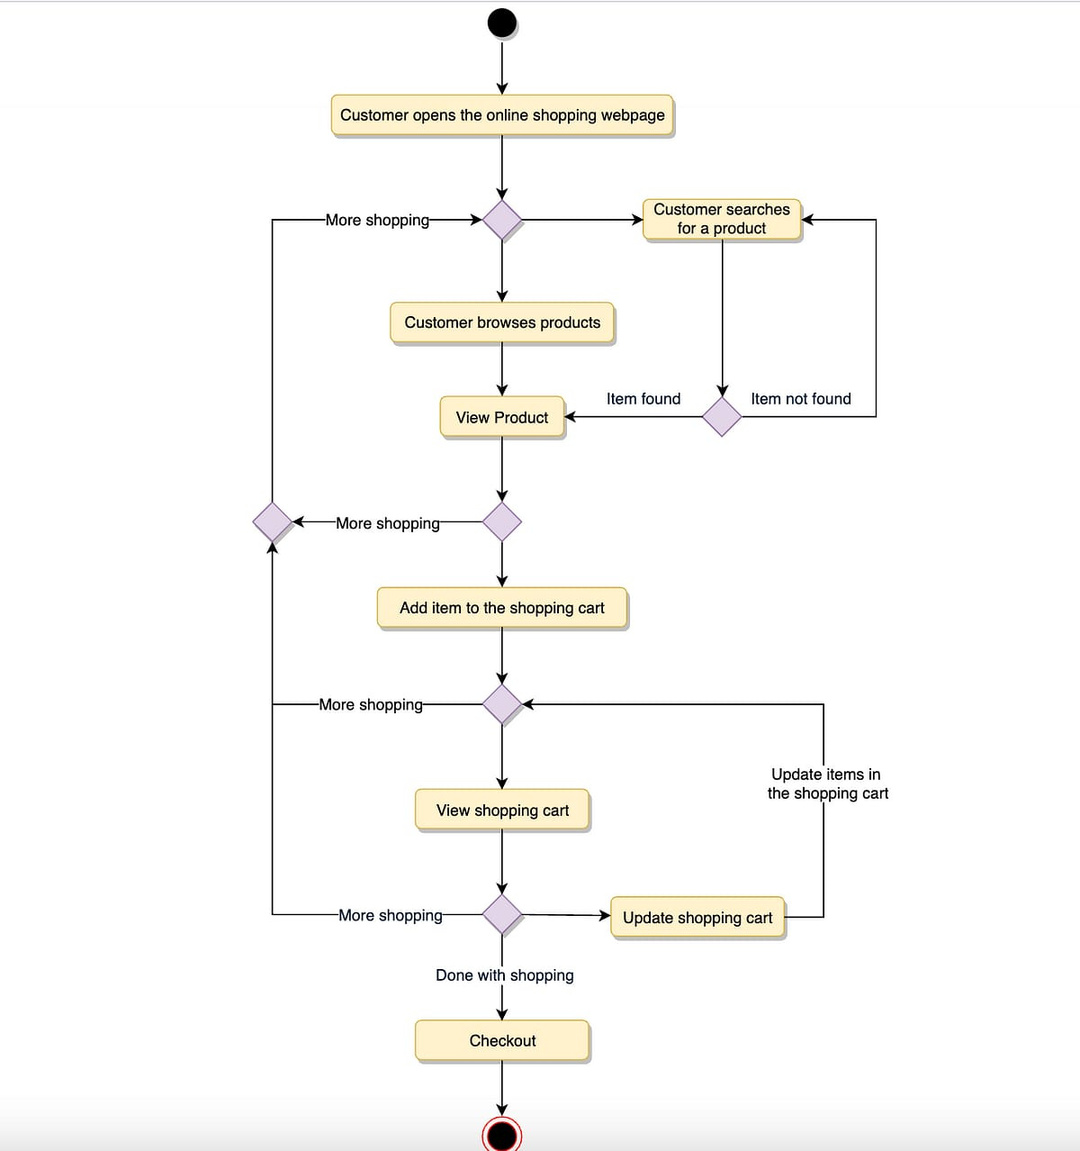 Customer opens the online shopping webpage
More shopping
Customer searches
for a product
Customer browses products
Item found
Item not found
View Product
More shopping
Add item to the shopping cart
More shopping
Update items in
the shopping cart
View shopping cart
More shopping
Update shopping cart
Done with shopping
Checkout